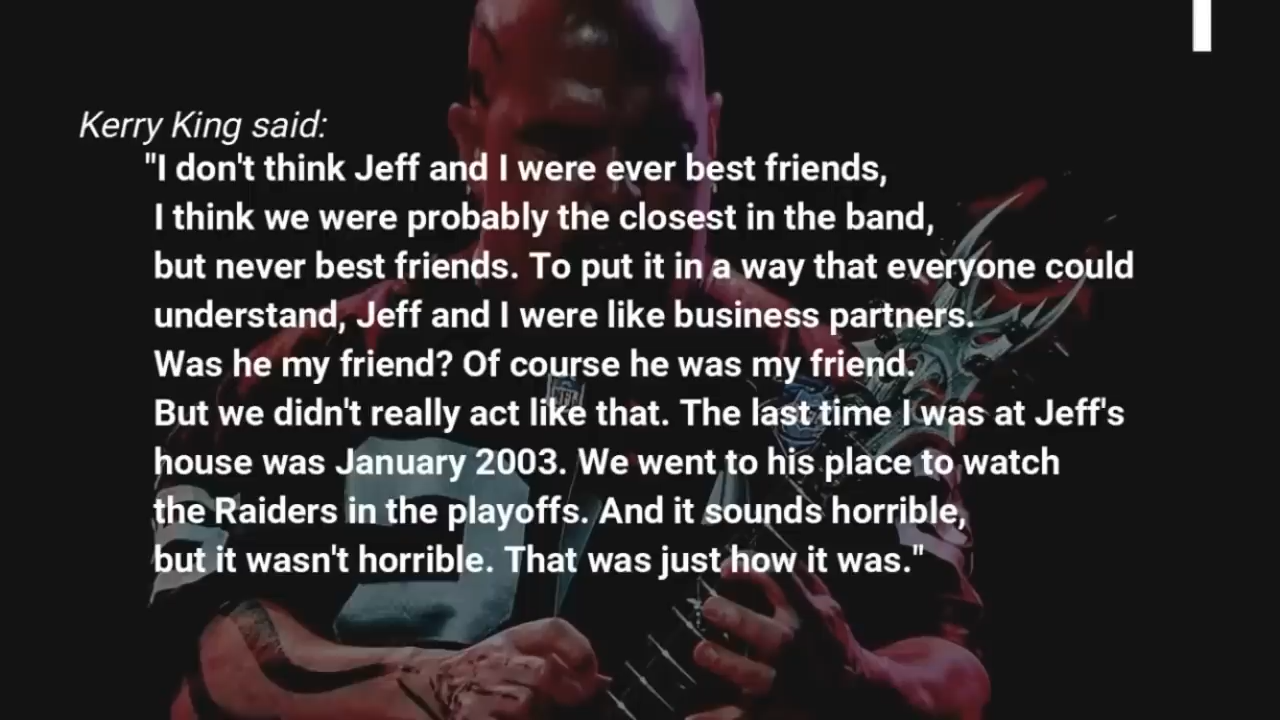 Kerry King said:
"I don't think Jeff and I were ever best friends,
I think we were probably the closest in the band,
but never best friends. To put it in a way that everyone could
understand, Jeff and I were like business partners.
Was he my friend? Of course he was my friend.
But we didn't really act like that. The last time I was at Jeff's
house was January 2003. We went to his place to watch
the Raiders in the playoffs. And it sounds horrible,
but it wasn't horrible. That was just how it was."